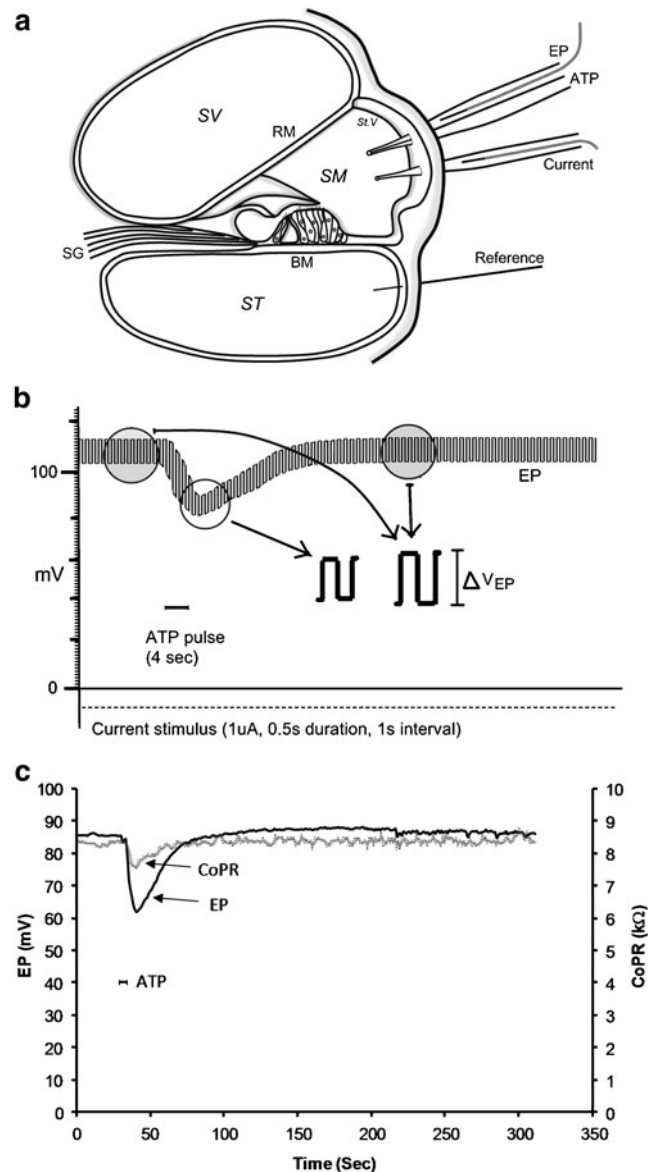 a
EP
ATP
SV
RM
St.V
SM
Current
SG
BM
Reference
ST
b
100
EP
mV
Δ VEP
ATP pulse
(4 sec)
0
Current stimulus (1uA, 0.5s duration, 1s interval)
c
100
90
80
70
60
50
40
30
20
10
0
EP (mV)
10
9
8
7
6
5
4
3
2
1
0
CoPR (kΩ)
CoPR
EP
ATP
0 50 100 150 200 250 300 350
Time (Sec)